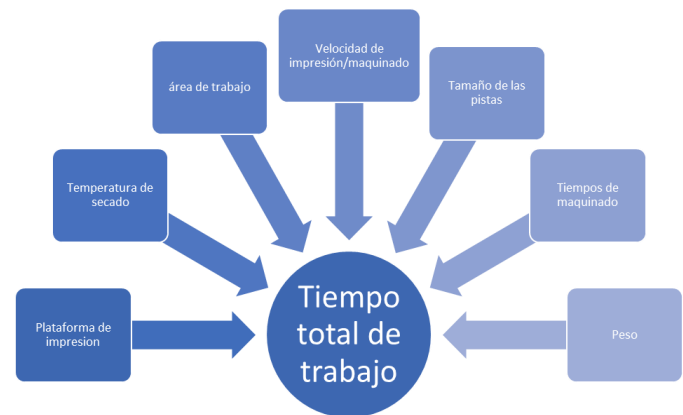 Velocidad de
impresión/maquinado
área de trabajo
Tamaño de las
pistas
Temperatura de
secado
Tiempos de
maquinado
Plataforma de
impresion
Tiempo
total de
trabajo
Peso